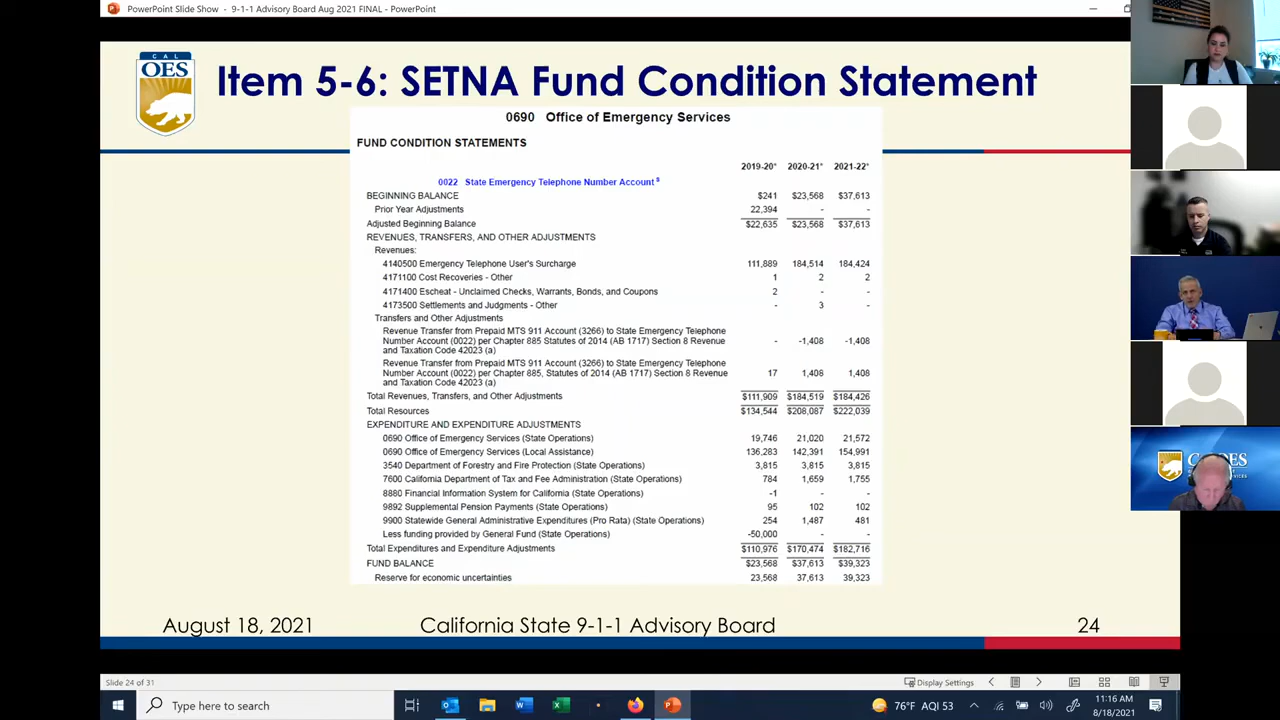 PowerPoint Slide Show - 9-1-1 Advisory Board Aug 2021 FINAL - PowerPoint
CAL
OES
Item 5-6: SETNA Fund Condition Statement
0690 Office of Emergency Services
FUND CONDITION STATEMENTS
2019-20* 2020-21* 2021-22*
0022 State Emergency Telephone Number Account s
BEGINNING BALANCE $241 $23,568 $37,613
Prior Year Adjustments 22,394 - -
Adjusted Beginning Balance $22,635 $23,568 $37,613
REVENUES, TRANSFERS, AND OTHER ADJUSTMENTS
Revenues:
4140500 Emergency Telephone User's Surcharge 111,889 184,514 184,424
4171100 Cost Recoveries - Other 1 2 2
4171400 Escheat - Unclaimed Checks, Warrants, Bonds, and Coupons 2 - -
4173500 Settlements and Judgments - Other - 3 -
Transfers and Other Adjustments
Revenue Transfer from Prepaid MTS 911 Account (3266) to State Emergency Telephone
Number Account (0022) per Chapter 885 Statutes of 2014 (AB 1717) Section 8 Revenue - -1,408 -1,408
and Taxation Code 42023 (a)
Revenue Transfer from Prepaid MTS 911 Account (3266) to State Emergency Telephone
Number Account (0022) per Chapter 885, Statutes of 2014 (AB 1717) Section 8 Revenue 17 1,408 1,408
and Taxation Code 42023 (a)
Total Revenues, Transfers, and Other Adjustments $111,909 $184,519 $184,426
Total Resources $134,544 $208,087 $222,039
EXPENDITURE AND EXPENDITURE ADJUSTMENTS
0690 Office of Emergency Services (State Operations) 19,746 21,020 21,572
0690 Office of Emergency Services (Local Assistance) 136,283 142,391 154,991
3540 Department of Forestry and Fire Protection (State Operations) 3,815 3,815 3,815
7600 California Department of Tax and Fee Administration (State Operations) 784 1,659 1,755
8880 Financial Information System for California (State Operations) -1 - -
9892 Supplemental Pension Payments (State Operations) 95 102 102
9900 Statewide General Administrative Expenditures (Pro Rata) (State Operations) 254 1,487 481
Less funding provided by General Fund (State Operations) -50,000 - -
Total Expenditures and Expenditure Adjustments $110,976 $170,474 $182,716
FUND BALANCE $23,568 $37,613 $39,323
Reserve for economic uncertainties 23,568 37,613 39,323
August 18, 2021 California State 9-1-1 Advisory Board 24
Slide 24 of 31 Display Settings
Type here to search 76°F AQI 53 11:16 AM
8/18/2021